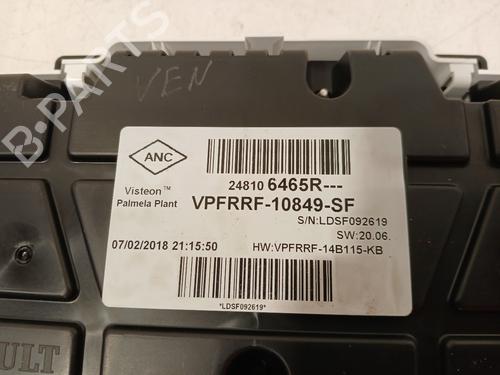 VEN
B-PARTS
ANC
Visteon™
Palmela Plant
24810 6465R---
VPFRRF-10849-SF
S/N:LDSF092619
SW:20.06.
07/02/2018 21:15:50
HW:VPFRRF-14B115-KB
*LDSF092619*
ULT